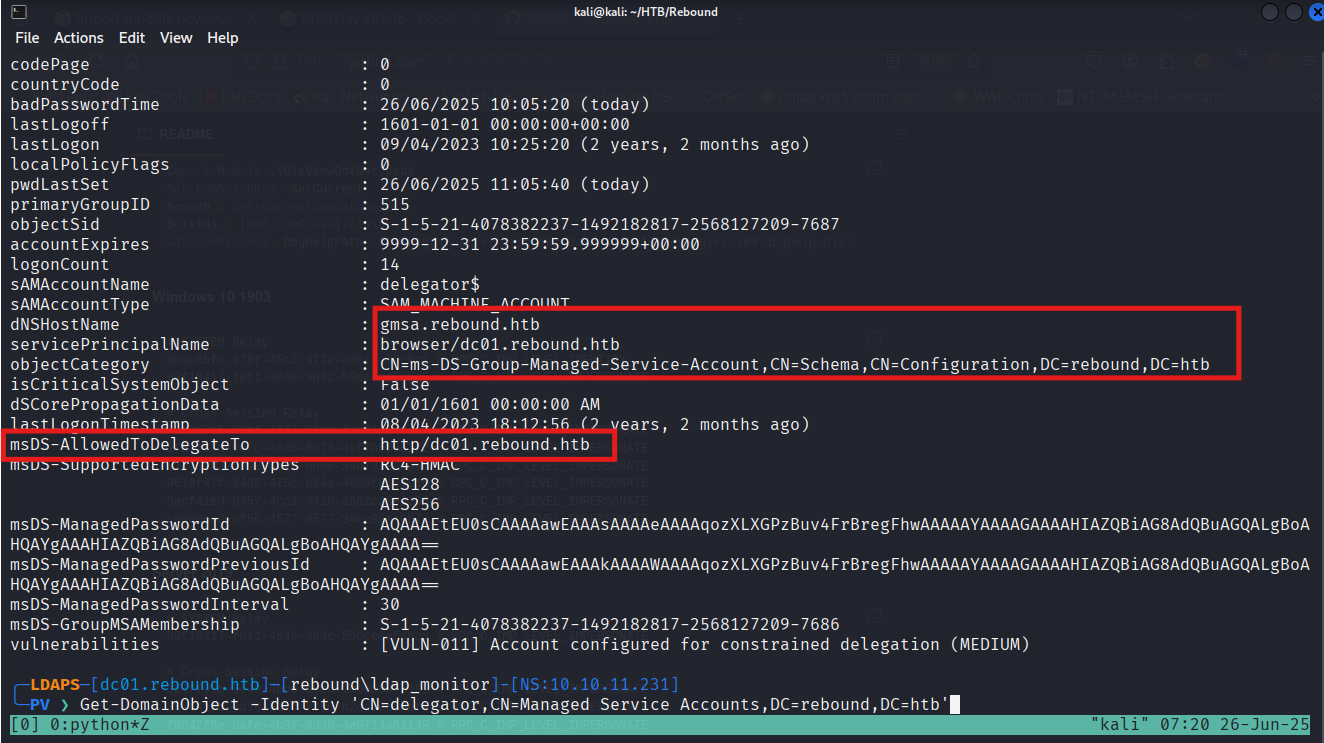 kali@kali: ~/HTB/Rebound
File Actions Edit View Help
codePage : 0
countryCode : 0
badPasswordTime : 26/06/2025 10:05:20 (today)
lastLogoff : 1601-01-01 00:00:00+00:00
lastLogon : 09/04/2023 10:25:20 (2 years, 2 months ago)
localPolicyFlags : 0
pwdLastSet : 26/06/2025 11:05:40 (today)
primaryGroupID : 515
objectSid : S-1-5-21-4078382237-1492182817-2568127209-7687
accountExpires : 9999-12-31 23:59:59.999999+00:00
logonCount : 14
sAMAccountName : delegator$
sAMAccountType : SAM_MACHINE_ACCOUNT
dNSHostName : gmsa.rebound.htb
servicePrincipalName : browser/dc01.rebound.htb
objectCategory : CN=ms-DS-Group-Managed-Service-Account,CN=Schema,CN=Configuration,DC=rebound,DC=htb
isCriticalSystemObject : False
dSCorePropagationData : 01/01/1601 00:00:00 AM
lastLogonTimestamp : 08/04/2023 18:12:56 (2 years, 2 months ago)
msDS-AllowedToDelegateTo : http/dc01.rebound.htb
msDS-SupportedEncryptionTypes : RC4-HMAC
AES128
AES256
msDS-ManagedPasswordId : AQAAAEtEU0sCAAAAawEAAAsAAAAeAAAAqozXLXGPzBuv4FrBregFhwAAAAAYAAAAGAAAAHIAZQBiAG8AdQBuAGQALgBoA
HQAYgAAAHIAZQBiAG8AdQBuAGQALgBoAHQAYgAAAA==
msDS-ManagedPasswordPreviousId : AQAAAEtEU0sCAAAAawEAAAkAAAAWAAAAqozXLXGPzBuv4FrBregFhwAAAAAYAAAAGAAAAHIAZQBiAG8AdQBuAGQALgBoA
HQAYgAAAHIAZQBiAG8AdQBuAGQALgBoAHQAYgAAAA==
msDS-ManagedPasswordInterval : 30
msDS-GroupMSAMembership : S-1-5-21-4078382237-1492182817-2568127209-7686
vulnerabilities : [VULN-011] Account configured for constrained delegation (MEDIUM)
LDAPS-[dc01.rebound.htb]-[rebound\ldap_monitor]-[NS:10.10.11.231]
PV ❯ Get-DomainObject -Identity 'CN=delegator,CN=Managed Service Accounts,DC=rebound,DC=htb'
[0] 0:python*Z "kali" 07:20 26-Jun-25